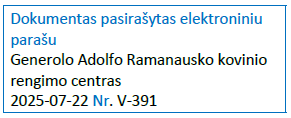 Dokumentas pasirašytas elektroniniu
parašu
Generolo Adolfo Ramanausko kovinio
rengimo centras
2025-07-22 Nr. V-391